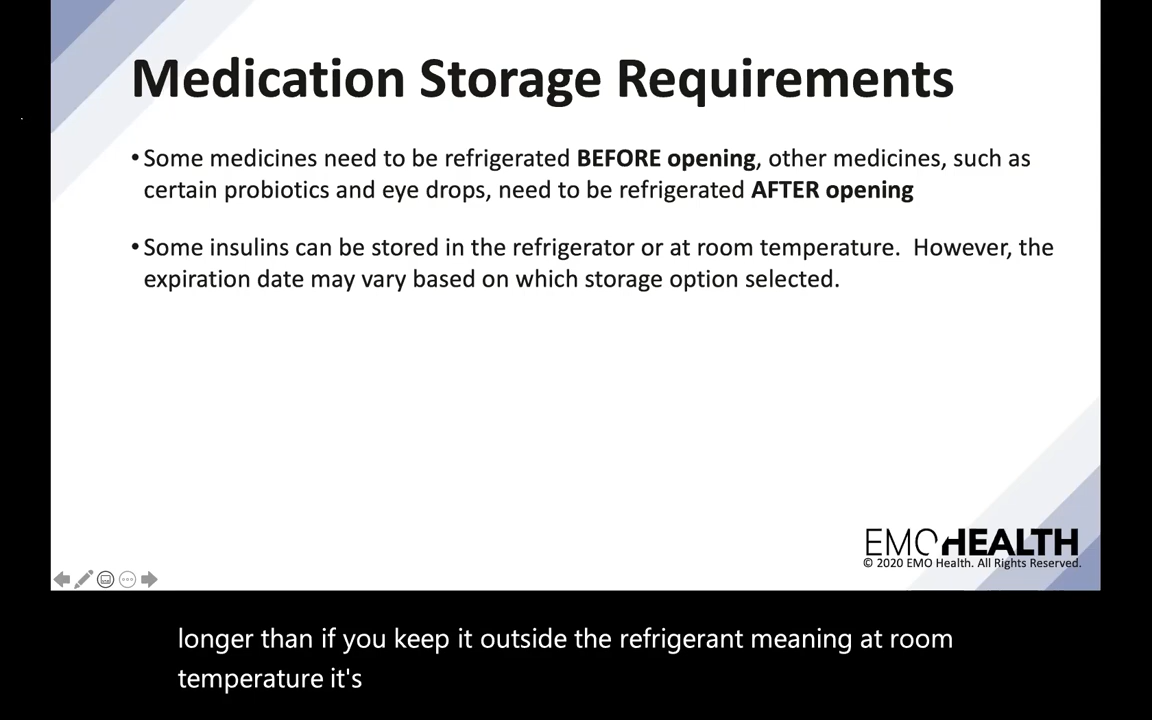 Medication Storage Requirements
•Some medicines need to be refrigerated BEFORE opening, other medicines, such as
certain probiotics and eye drops, need to be refrigerated AFTER opening
•Some insulins can be stored in the refrigerator or at room temperature.  However, the
expiration date may vary based on which storage option selected.
EMOHEALTH
© 2020 EMO Health. All Rights Reserved.
longer than if you keep it outside the refrigerant meaning at room
temperature it's